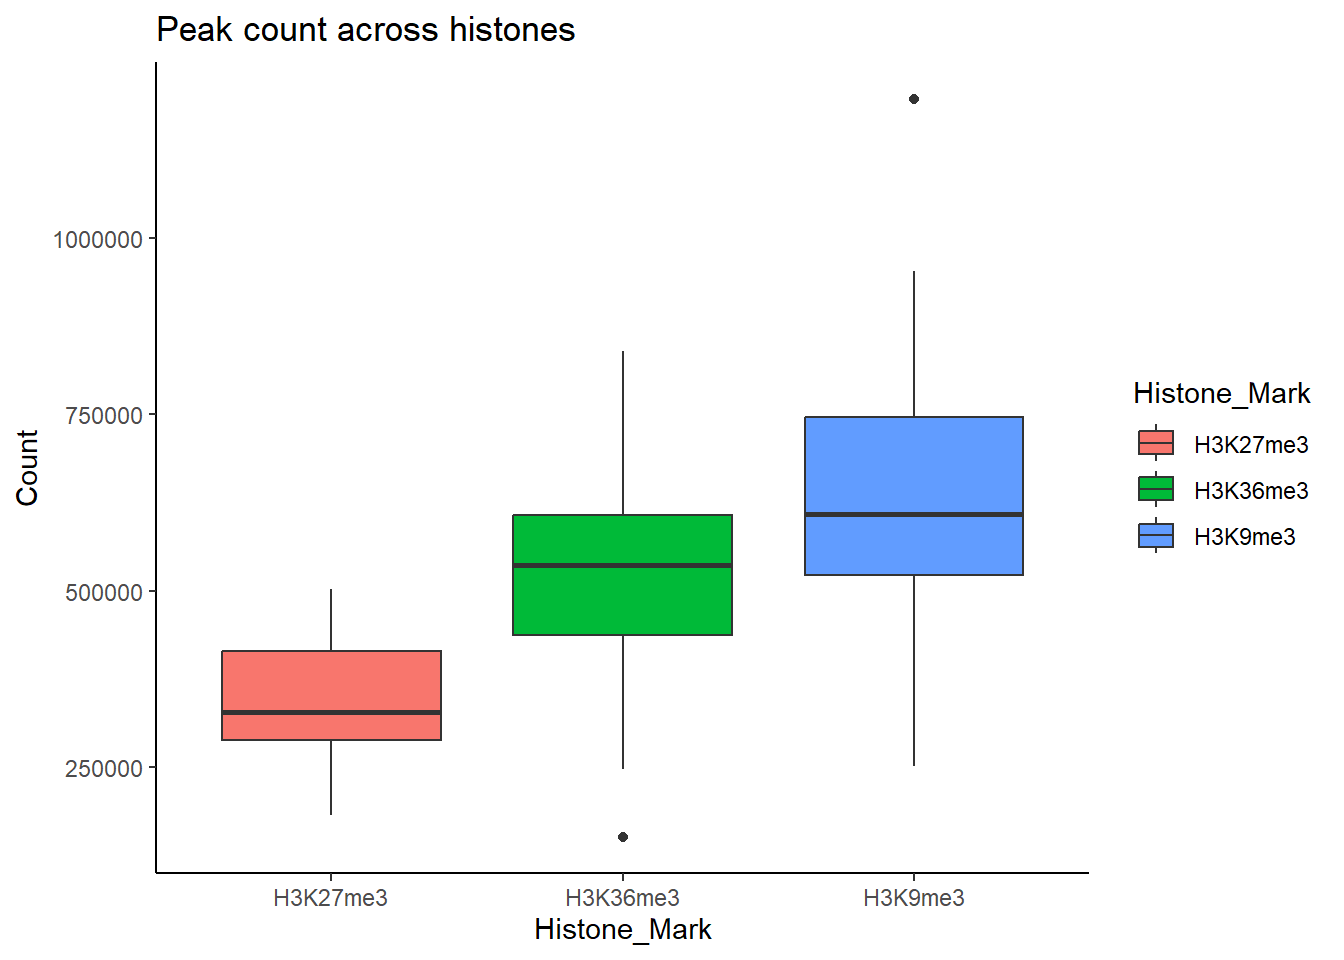 Peak count across histones
Count
1000000
750000
500000
250000
H3K27me3
H3K36me3
H3K9me3
Histone_Mark
Histone_Mark
H3K27me3
H3K36me3
H3K9me3